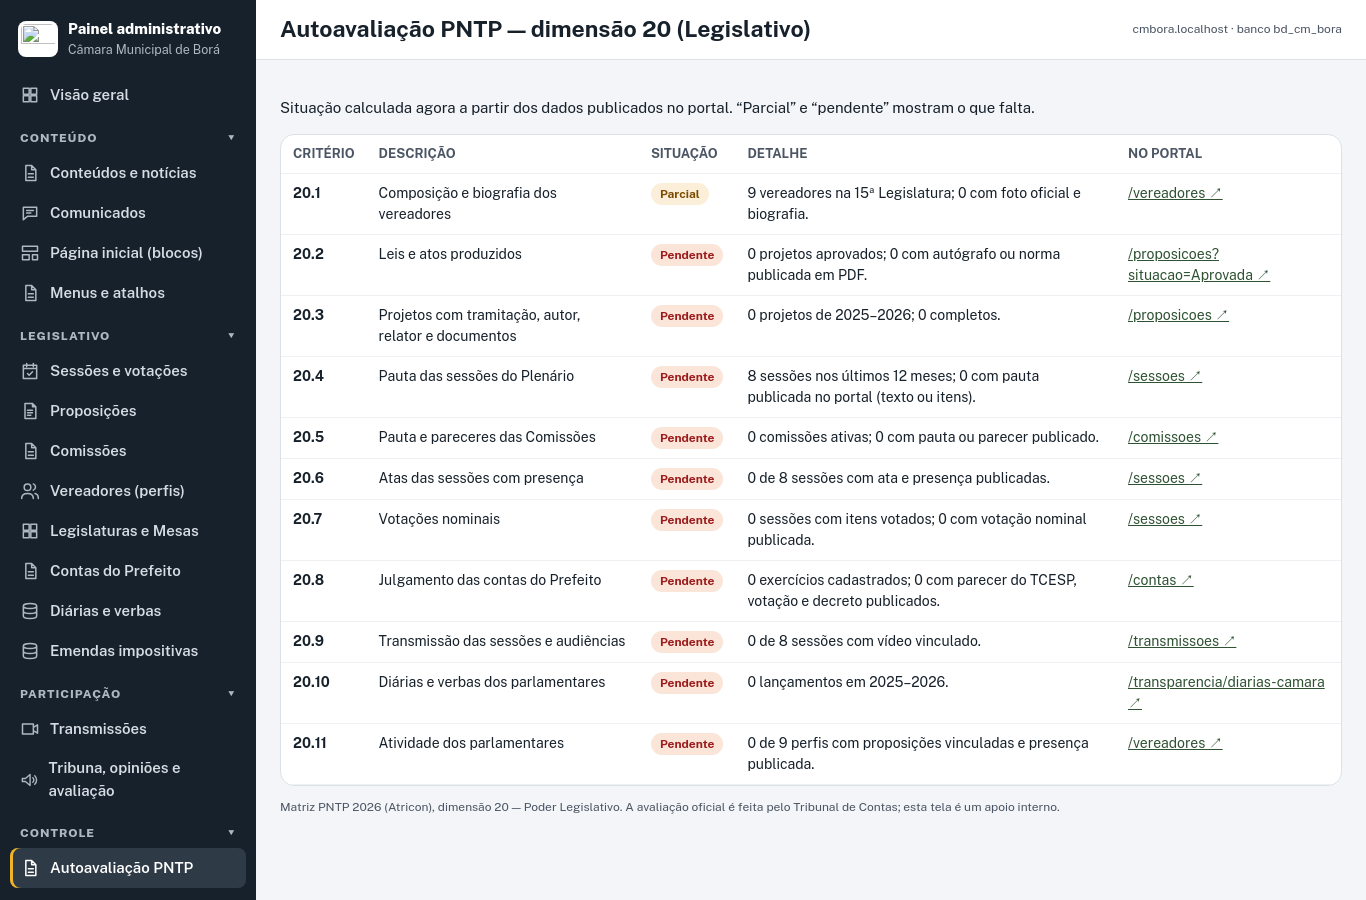 Painel administrativo
Câmara Municipal de Borá
Visão geral
CONTEÚDO
Conteúdos e notícias
Comunicados
Página inicial (blocos)
Menus e atalhos
LEGISLATIVO
Sessões e votações
Proposições
Comissões
Vereadores (perfis)
Legislaturas e Mesas
Contas do Prefeito
Diárias e verbas
Emendas impositivas
PARTICIPAÇÃO
Transmissões
Tribuna, opiniões e
avaliação
CONTROLE
Autoavaliação PNTP
Autoavaliação PNTP — dimensão 20 (Legislativo)
cmbora.localhost · banco bd_cm_bora
Situação calculada agora a partir dos dados publicados no portal. “Parcial” e “pendente” mostram o que falta.
CRITÉRIO DESCRIÇÃO SITUAÇÃO DETALHE NO PORTAL
20.1 Composição e biografia dos Parcial 9 vereadores na 15ª Legislatura; 0 com foto oficial e /vereadores ↗
vereadores biografia.
20.2 Leis e atos produzidos Pendente 0 projetos aprovados; 0 com autógrafo ou norma /proposicoes?
publicada em PDF. situacao=Aprovada ↗
20.3 Projetos com tramitação, autor, Pendente 0 projetos de 2025–2026; 0 completos. /proposicoes ↗
relator e documentos
20.4 Pauta das sessões do Plenário Pendente 8 sessões nos últimos 12 meses; 0 com pauta /sessoes ↗
publicada no portal (texto ou itens).
20.5 Pauta e pareceres das Comissões Pendente 0 comissões ativas; 0 com pauta ou parecer publicado. /comissoes ↗
20.6 Atas das sessões com presença Pendente 0 de 8 sessões com ata e presença publicadas. /sessoes ↗
20.7 Votações nominais Pendente 0 sessões com itens votados; 0 com votação nominal /sessoes ↗
publicada.
20.8 Julgamento das contas do Prefeito Pendente 0 exercícios cadastrados; 0 com parecer do TCESP, /contas ↗
votação e decreto publicados.
20.9 Transmissão das sessões e audiências Pendente 0 de 8 sessões com vídeo vinculado. /transmissoes ↗
20.10 Diárias e verbas dos parlamentares Pendente 0 lançamentos em 2025–2026. /transparencia/diarias-camara
↗
20.11 Atividade dos parlamentares Pendente 0 de 9 perfis com proposições vinculadas e presença /vereadores ↗
publicada.
Matriz PNTP 2026 (Atricon), dimensão 20 — Poder Legislativo. A avaliação oficial é feita pelo Tribunal de Contas; esta tela é um apoio interno.